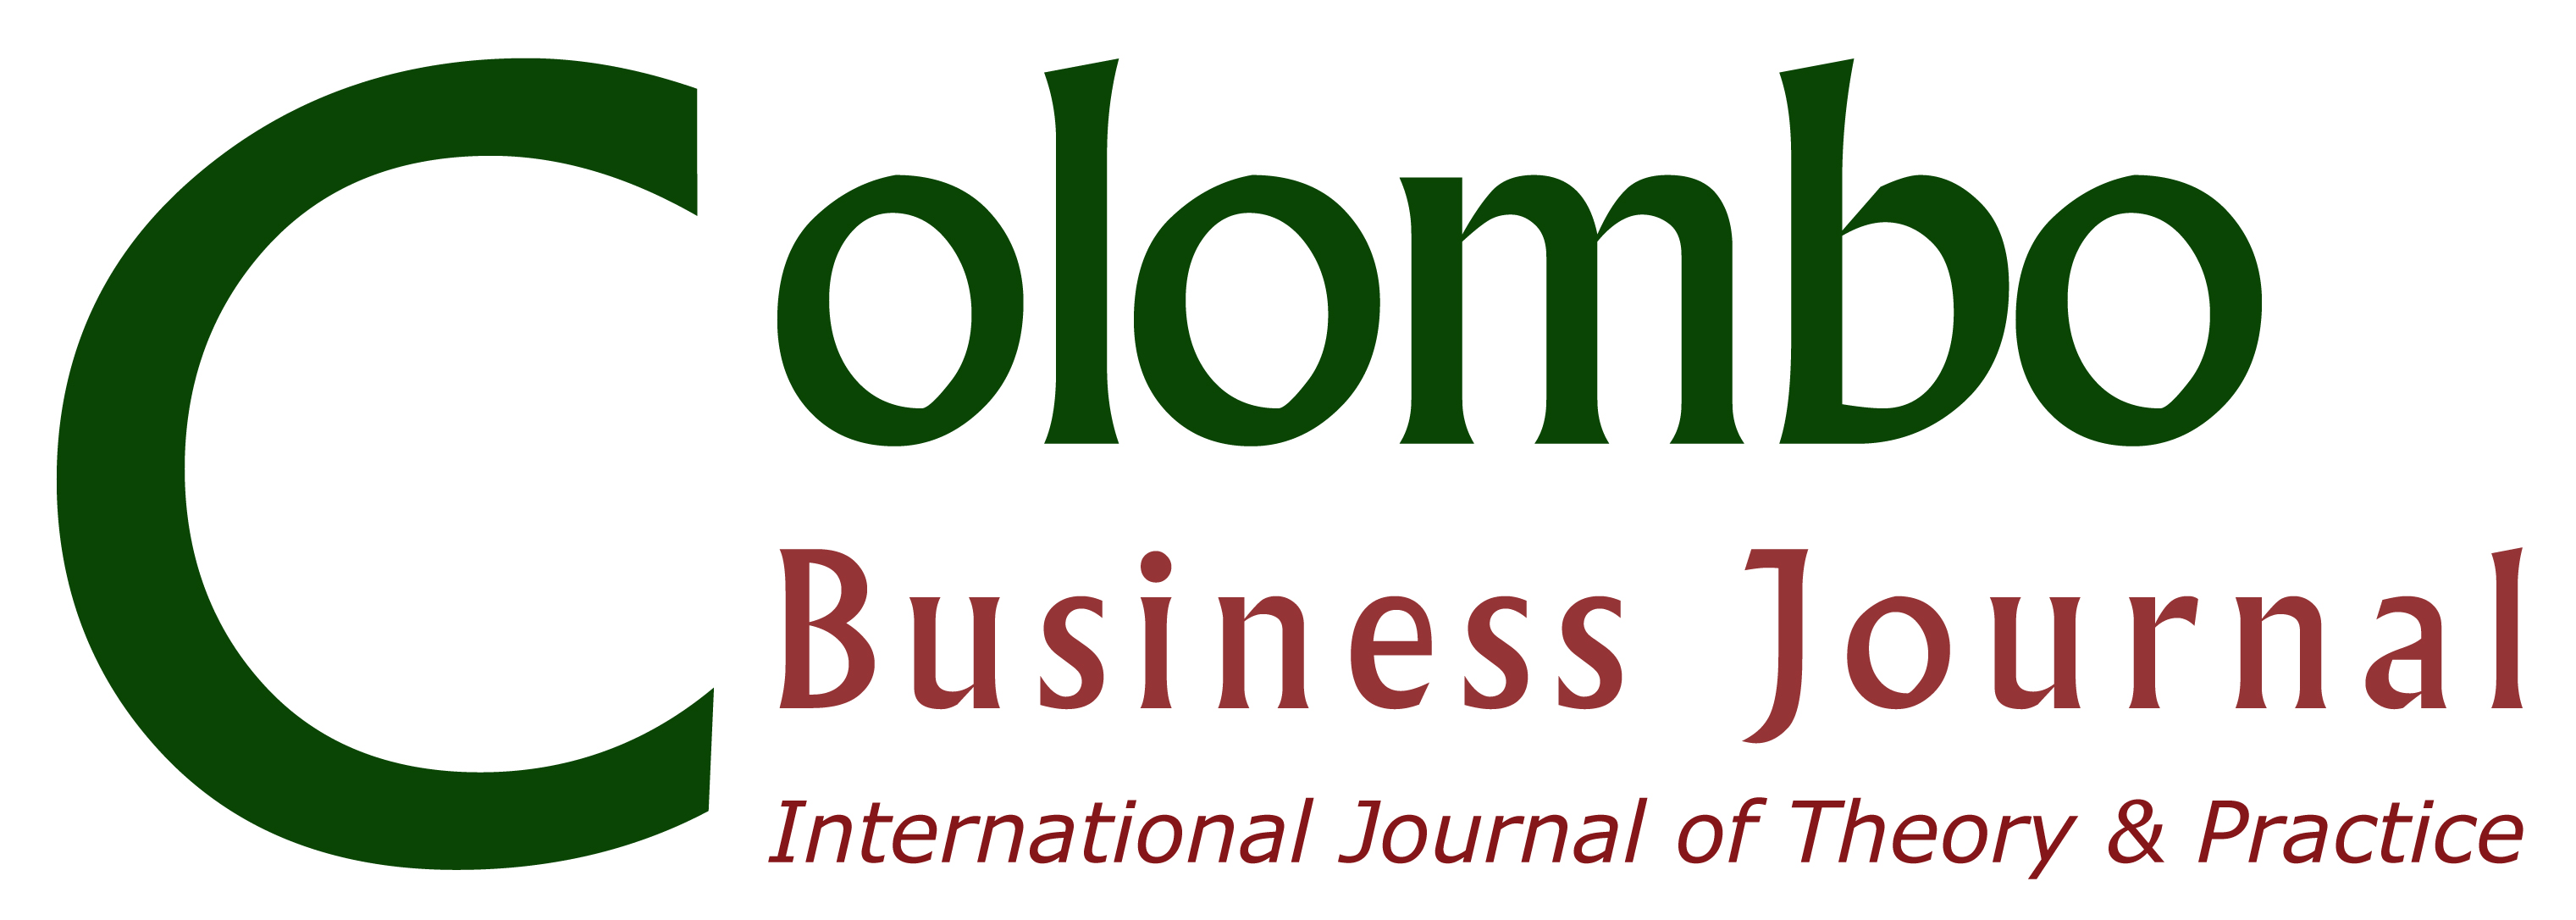 Colombo
Business Journal
International Journal of Theory & Practice